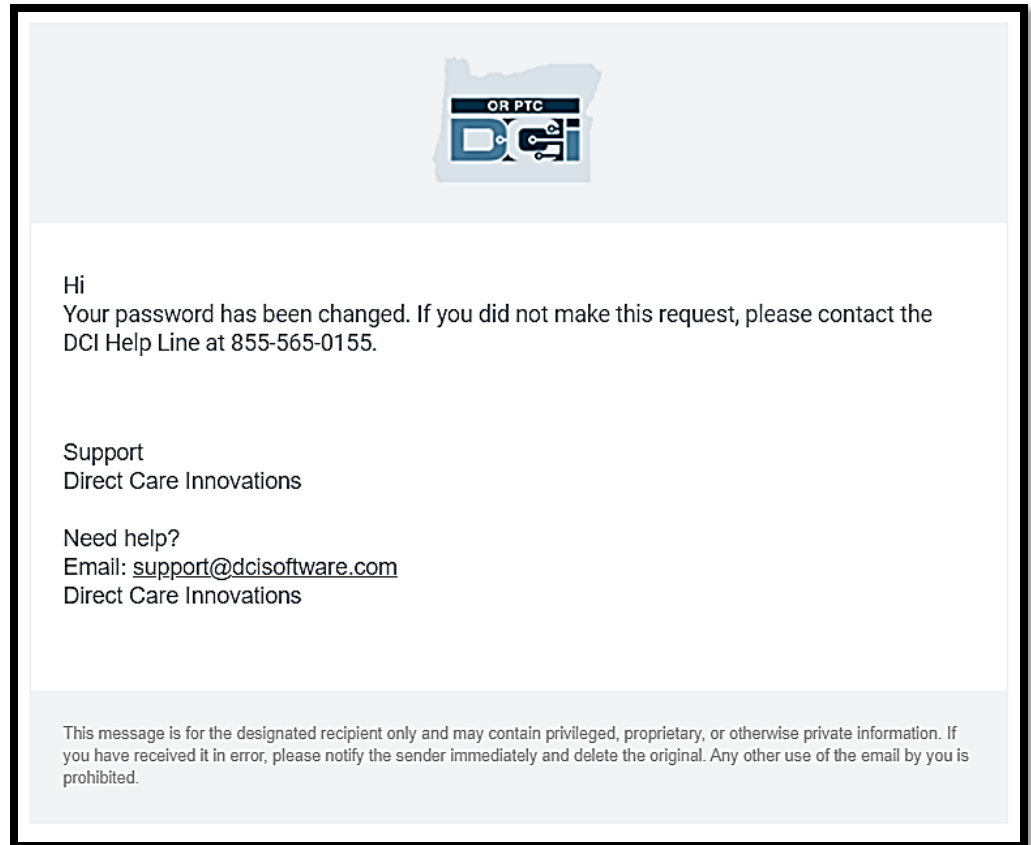 OR PTC
DCi
Hi
Your password has been changed. If you did not make this request, please contact the
DCI Help Line at 855-565-0155.
Support
Direct Care Innovations
Need help?
Email: support@dcisoftware.com
Direct Care Innovations
This message is for the designated recipient only and may contain privileged, proprietary, or otherwise private information. If
you have received it in error, please notify the sender immediately and delete the original. Any other use of the email by you is
prohibited.